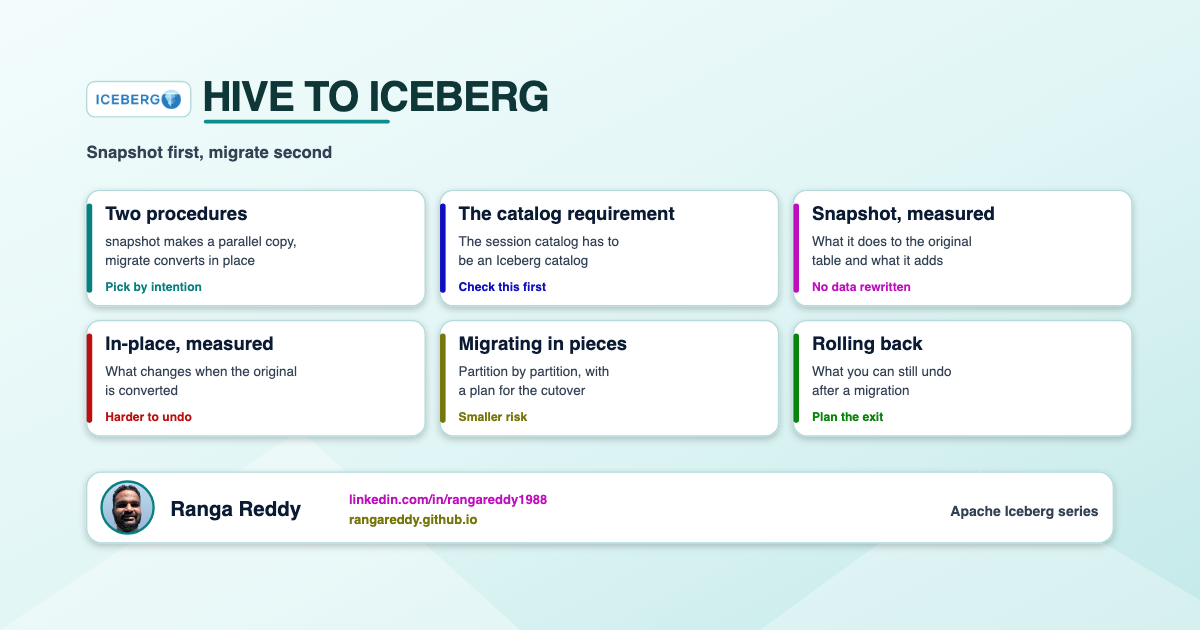 ICEBERG
HIVE TO ICEBERG
Snapshot first, migrate second
Two procedures
snapshot makes a parallel copy,
migrate converts in place
Pick by intention
The catalog requirement
The session catalog has to
be an Iceberg catalog
Check this first
Snapshot, measured
What it does to the original
table and what it adds
No data rewritten
In-place, measured
What changes when the original
is converted
Harder to undo
Migrating in pieces
Partition by partition, with
a plan for the cutover
Smaller risk
Rolling back
What you can still undo
after a migration
Plan the exit
Ranga Reddy
linkedin.com/in/rangareddy1988
rangareddy.github.io
Apache Iceberg series